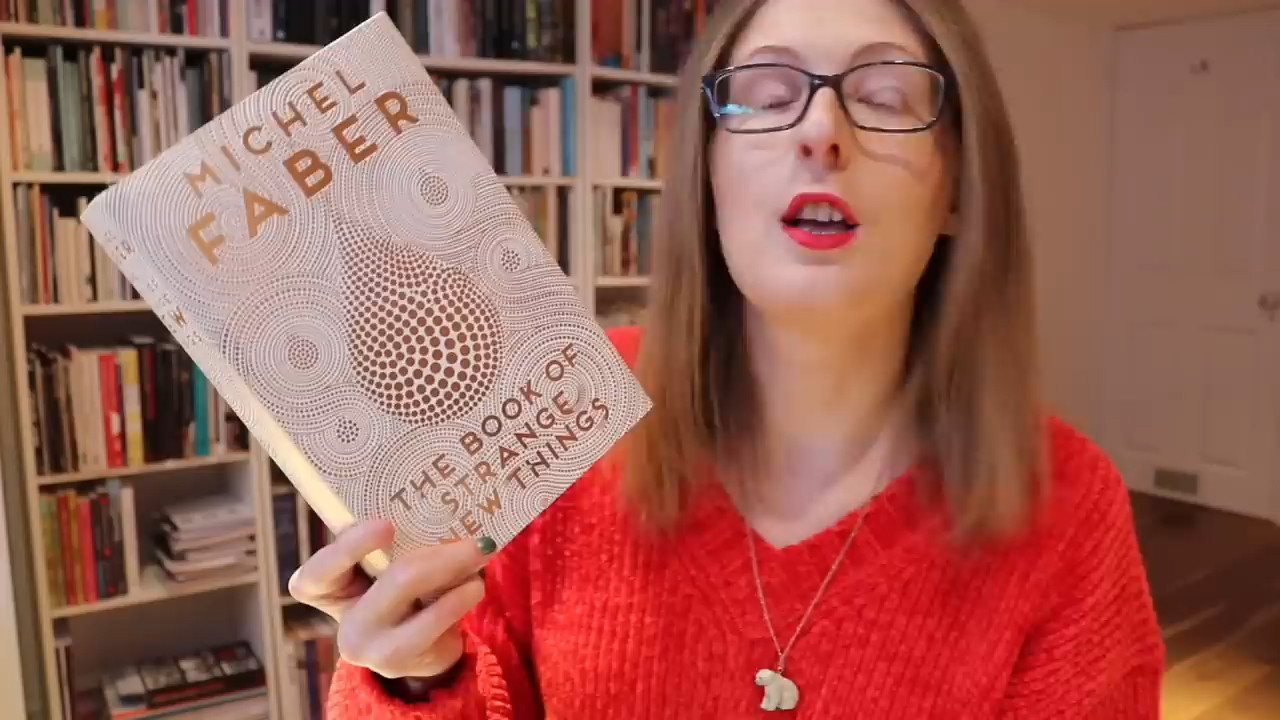 MICHEL
FABER
THE BOOK OF
STRANGE
NEW THINGS